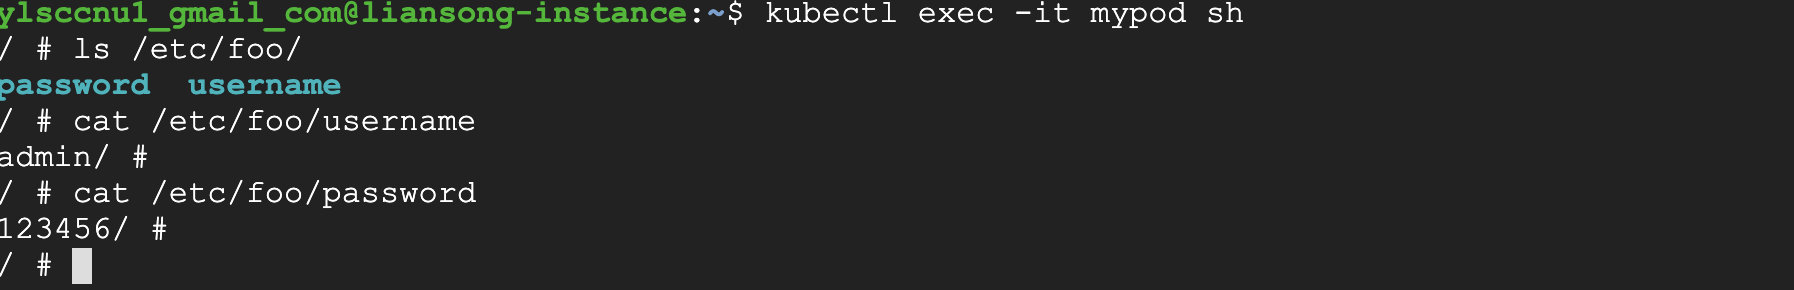 ylsccnu1_gmail_com@liansong-instance:~$ kubectl exec -it mypod sh
/ # ls /etc/foo/
password  username
/ # cat /etc/foo/username
admin/ #
/ # cat /etc/foo/password
123456/ #
/ #